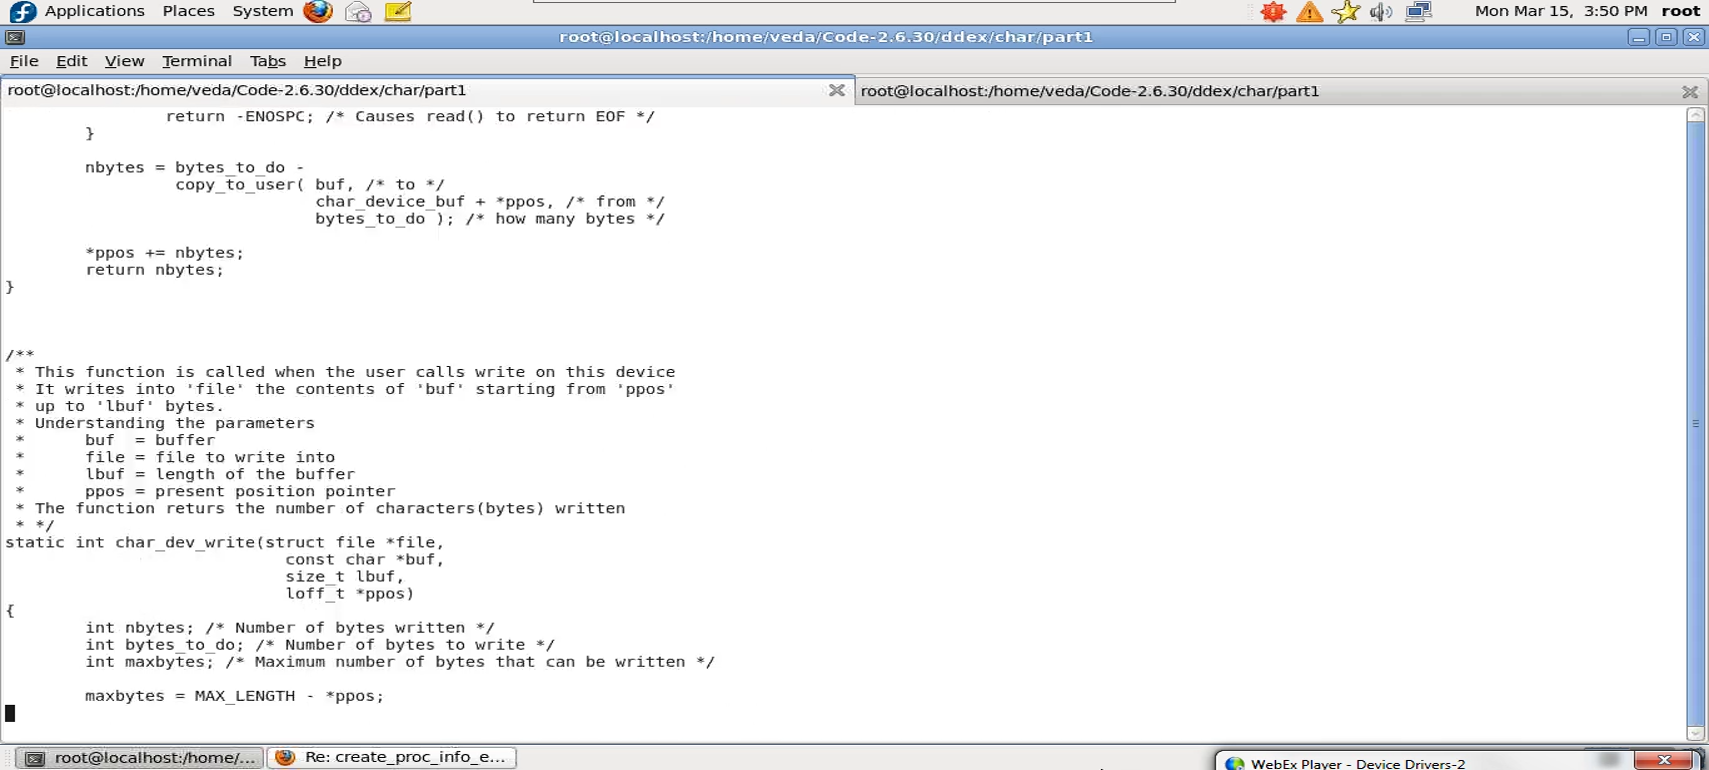 Applications Places System Mon Mar 15, 3:50 PM root
root@localhost:/home/veda/Code-2.6.30/ddex/char/part1
File Edit View Terminal Tabs Help
root@localhost:/home/veda/Code-2.6.30/ddex/char/part1 root@localhost:/home/veda/Code-2.6.30/ddex/char/part1
return -ENOSPC; /* Causes read() to return EOF */
}
nbytes = bytes_to_do -
copy_to_user( buf, /* to */
char_device_buf + *ppos, /* from */
bytes_to_do ); /* how many bytes */
*ppos += nbytes;
return nbytes;
}
/**
* This function is called when the user calls write on this device
* It writes into 'file' the contents of 'buf' starting from 'ppos'
* up to 'lbuf' bytes.
* Understanding the parameters
* buf = buffer
* file = file to write into
* lbuf = length of the buffer
* ppos = present position pointer
* The function returs the number of characters(bytes) written
* */
static int char_dev_write(struct file *file,
const char *buf,
size_t lbuf,
loff_t *ppos)
{
int nbytes; /* Number of bytes written */
int bytes_to_do; /* Number of bytes to write */
int maxbytes; /* Maximum number of bytes that can be written */
maxbytes = MAX_LENGTH - *ppos;
root@localhost:/home/... Re: create_proc_info_e... WebEx Player - Device Drivers-2